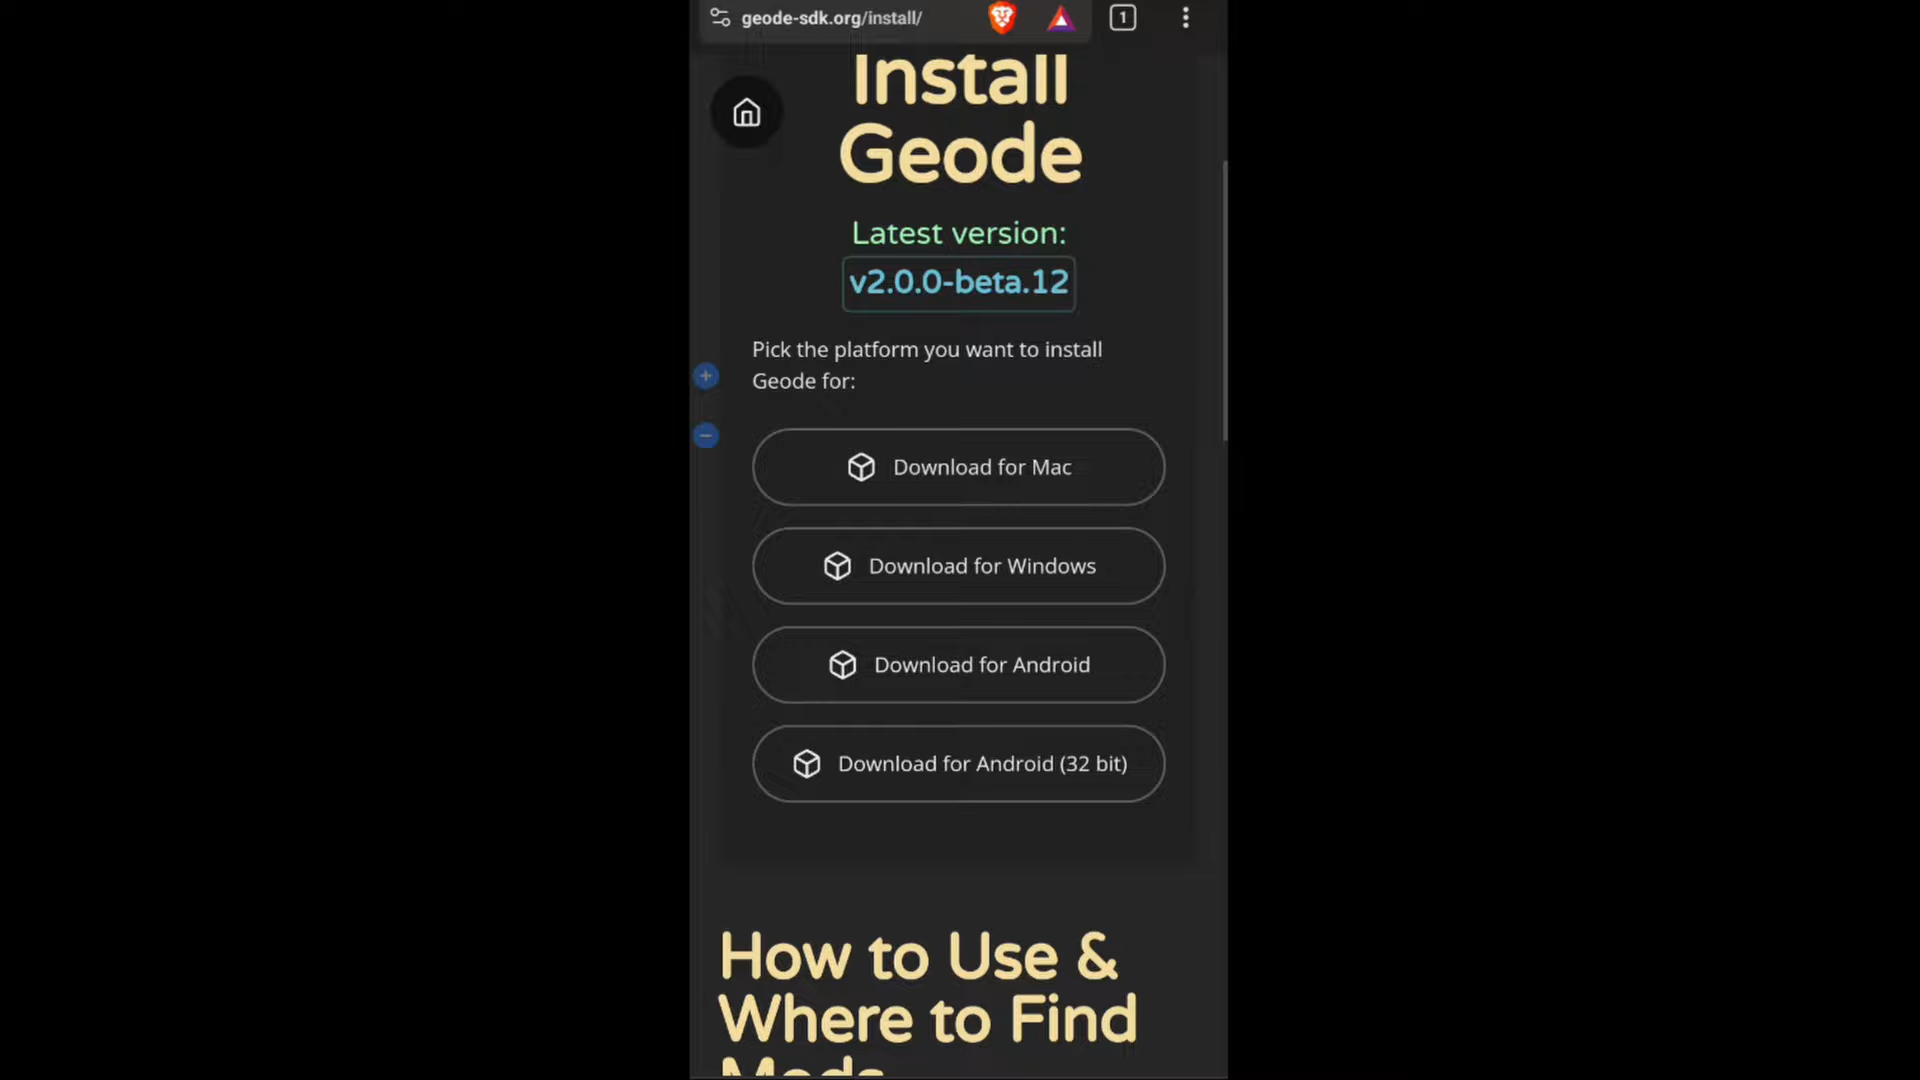 geode-sdk.org/install/
1
Install
Geode
Latest version:
v2.0.0-beta.12
Pick the platform you want to install
Geode for:
Download for Mac
Download for Windows
Download for Android
Download for Android (32 bit)
How to Use &
Where to Find
Mods